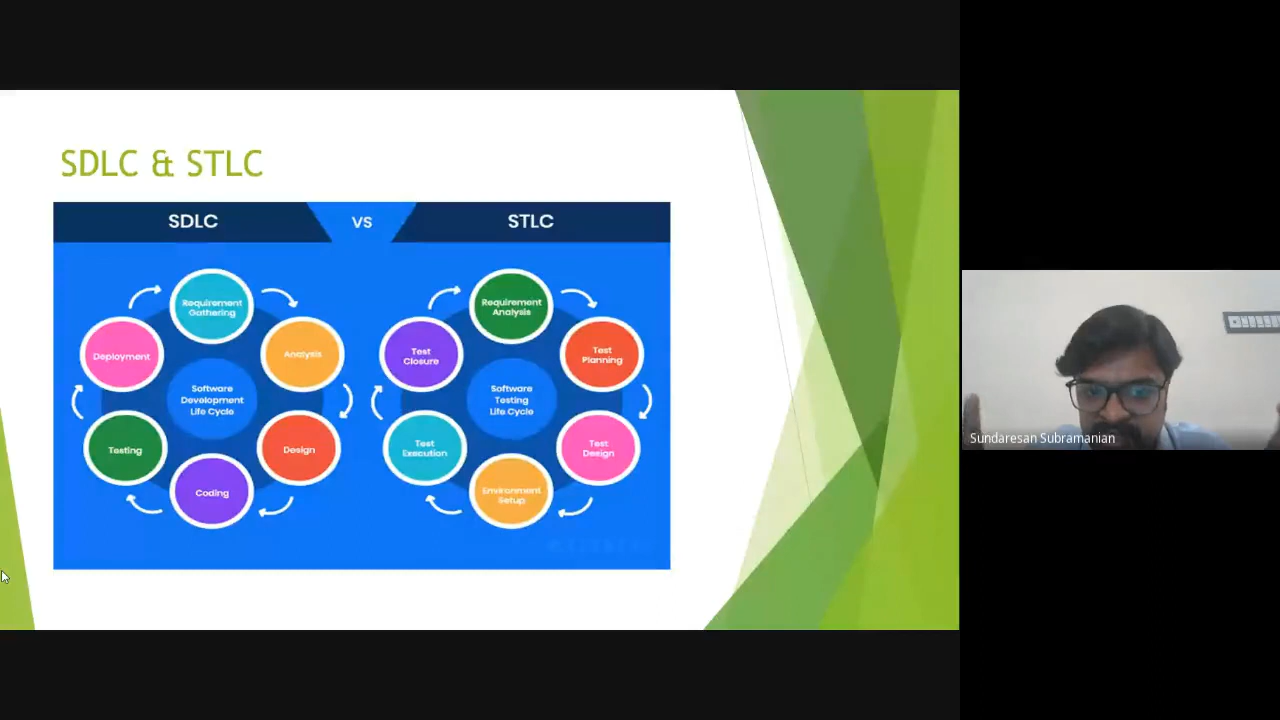 SDLC & STLC
SDLC
VS
STLC
Requirement
Gathering
Analysis
Design
Coding
Testing
Deployment
Software
Development
Life Cycle
Requirement
Analysis
Test
Planning
Test
Design
Environment
Setup
Test
Execution
Test
Closure
Software
Testing
Life Cycle
Sundaresan Subramanian